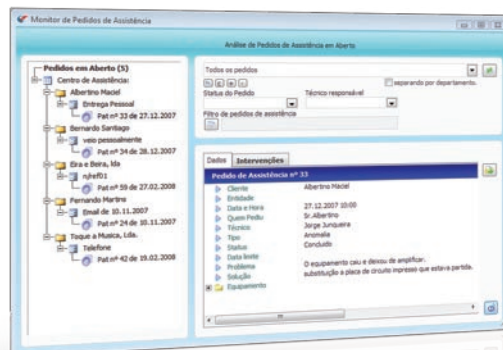 Monitor de Pedidos de Assistência
Análise de Pedidos de Assistência em Aberto
Pedidos em Aberto (5)
Centro de Assistência:
Albertino Maciel
Entrega Pessoal
Pat nº 33 de 27.12.2007
Bernardo Santiago
veio pessoalmente
Pat nº 34 de 28.12.2007
Eira e Beira, lda
n/ref01
Pat nº 59 de 27.02.2008
Fernando Martins
Email de 10.11.2007
Pat nº 24 de 10.11.2007
Toque a Musica, Lda.
Telefone
Pat nº 42 de 19.02.2008
Todos os pedidos
separando por departamento.
Status do Pedido Técnico responsável
Filtro de pedidos de assistência
Dados Intervenções
Pedido de Assistência nº 33
Cliente Albertino Maciel
Entidade
Data e Hora 27.12.2007 10:00
Quem Pediu Sr.Albertino
Técnico Jorge Junqueira
Tipo Anomalia
Status Concluido
Data limite
Problema O equipamento caiu e deixou de amplificar.
Solução substituição a placa de circuito impresso que estava partida.
Equipamento